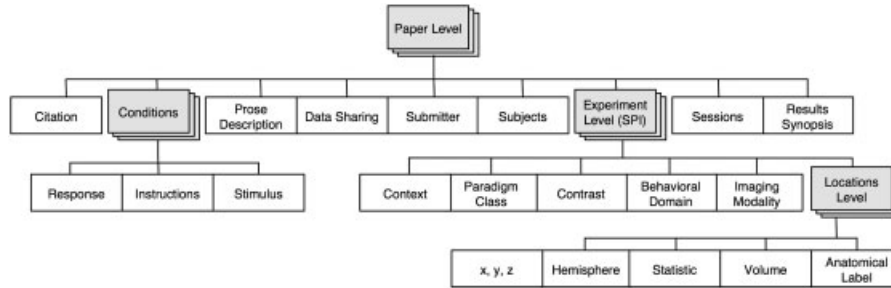 Paper Level
Citation
Conditions
Prose
Description
Data Sharing
Submitter
Subjects
Experiment
Level (SPI)
Sessions
Results
Synopsis
Response
Instructions
Stimulus
Context
Paradigm
Class
Contrast
Behavioral
Domain
Imaging
Modality
Locations
Level
x, y, z
Hemisphere
Statistic
Volume
Anatomical
Label